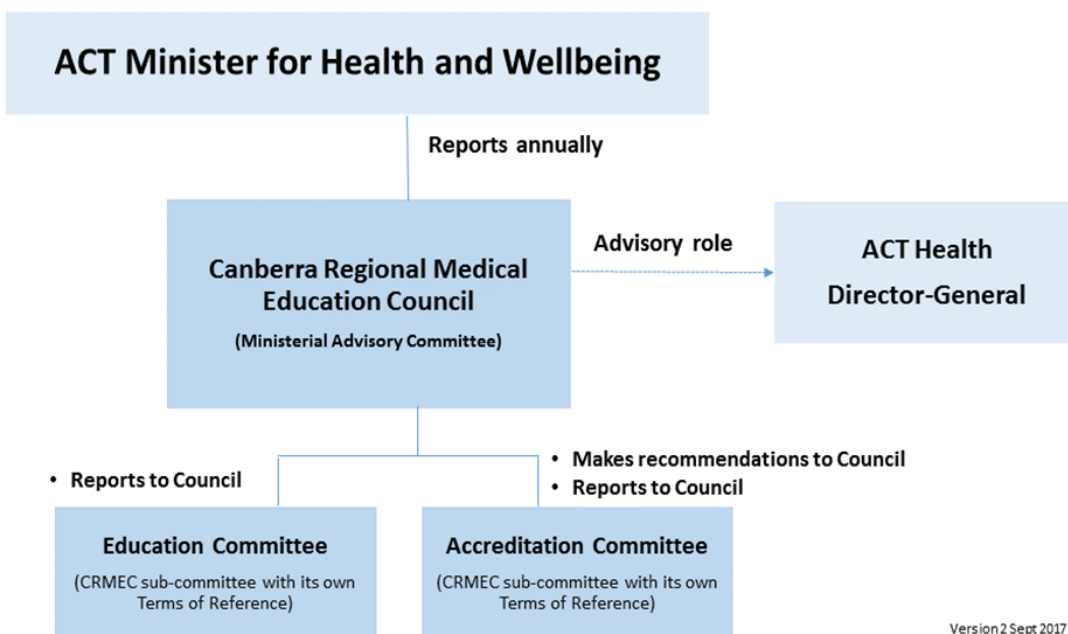 ACT Minister for Health and Wellbeing
Reports annually
Canberra Regional Medical
Education Council
(Ministerial Advisory Committee)
Advisory role
ACT Health
Director-General
• Reports to Council
• Makes recommendations to Council
• Reports to Council
Education Committee
(CRMEC sub-committee with its own
Terms of Reference)
Accreditation Committee
(CRMEC sub-committee with its own
Terms of Reference)
Version 2 Sept 2017